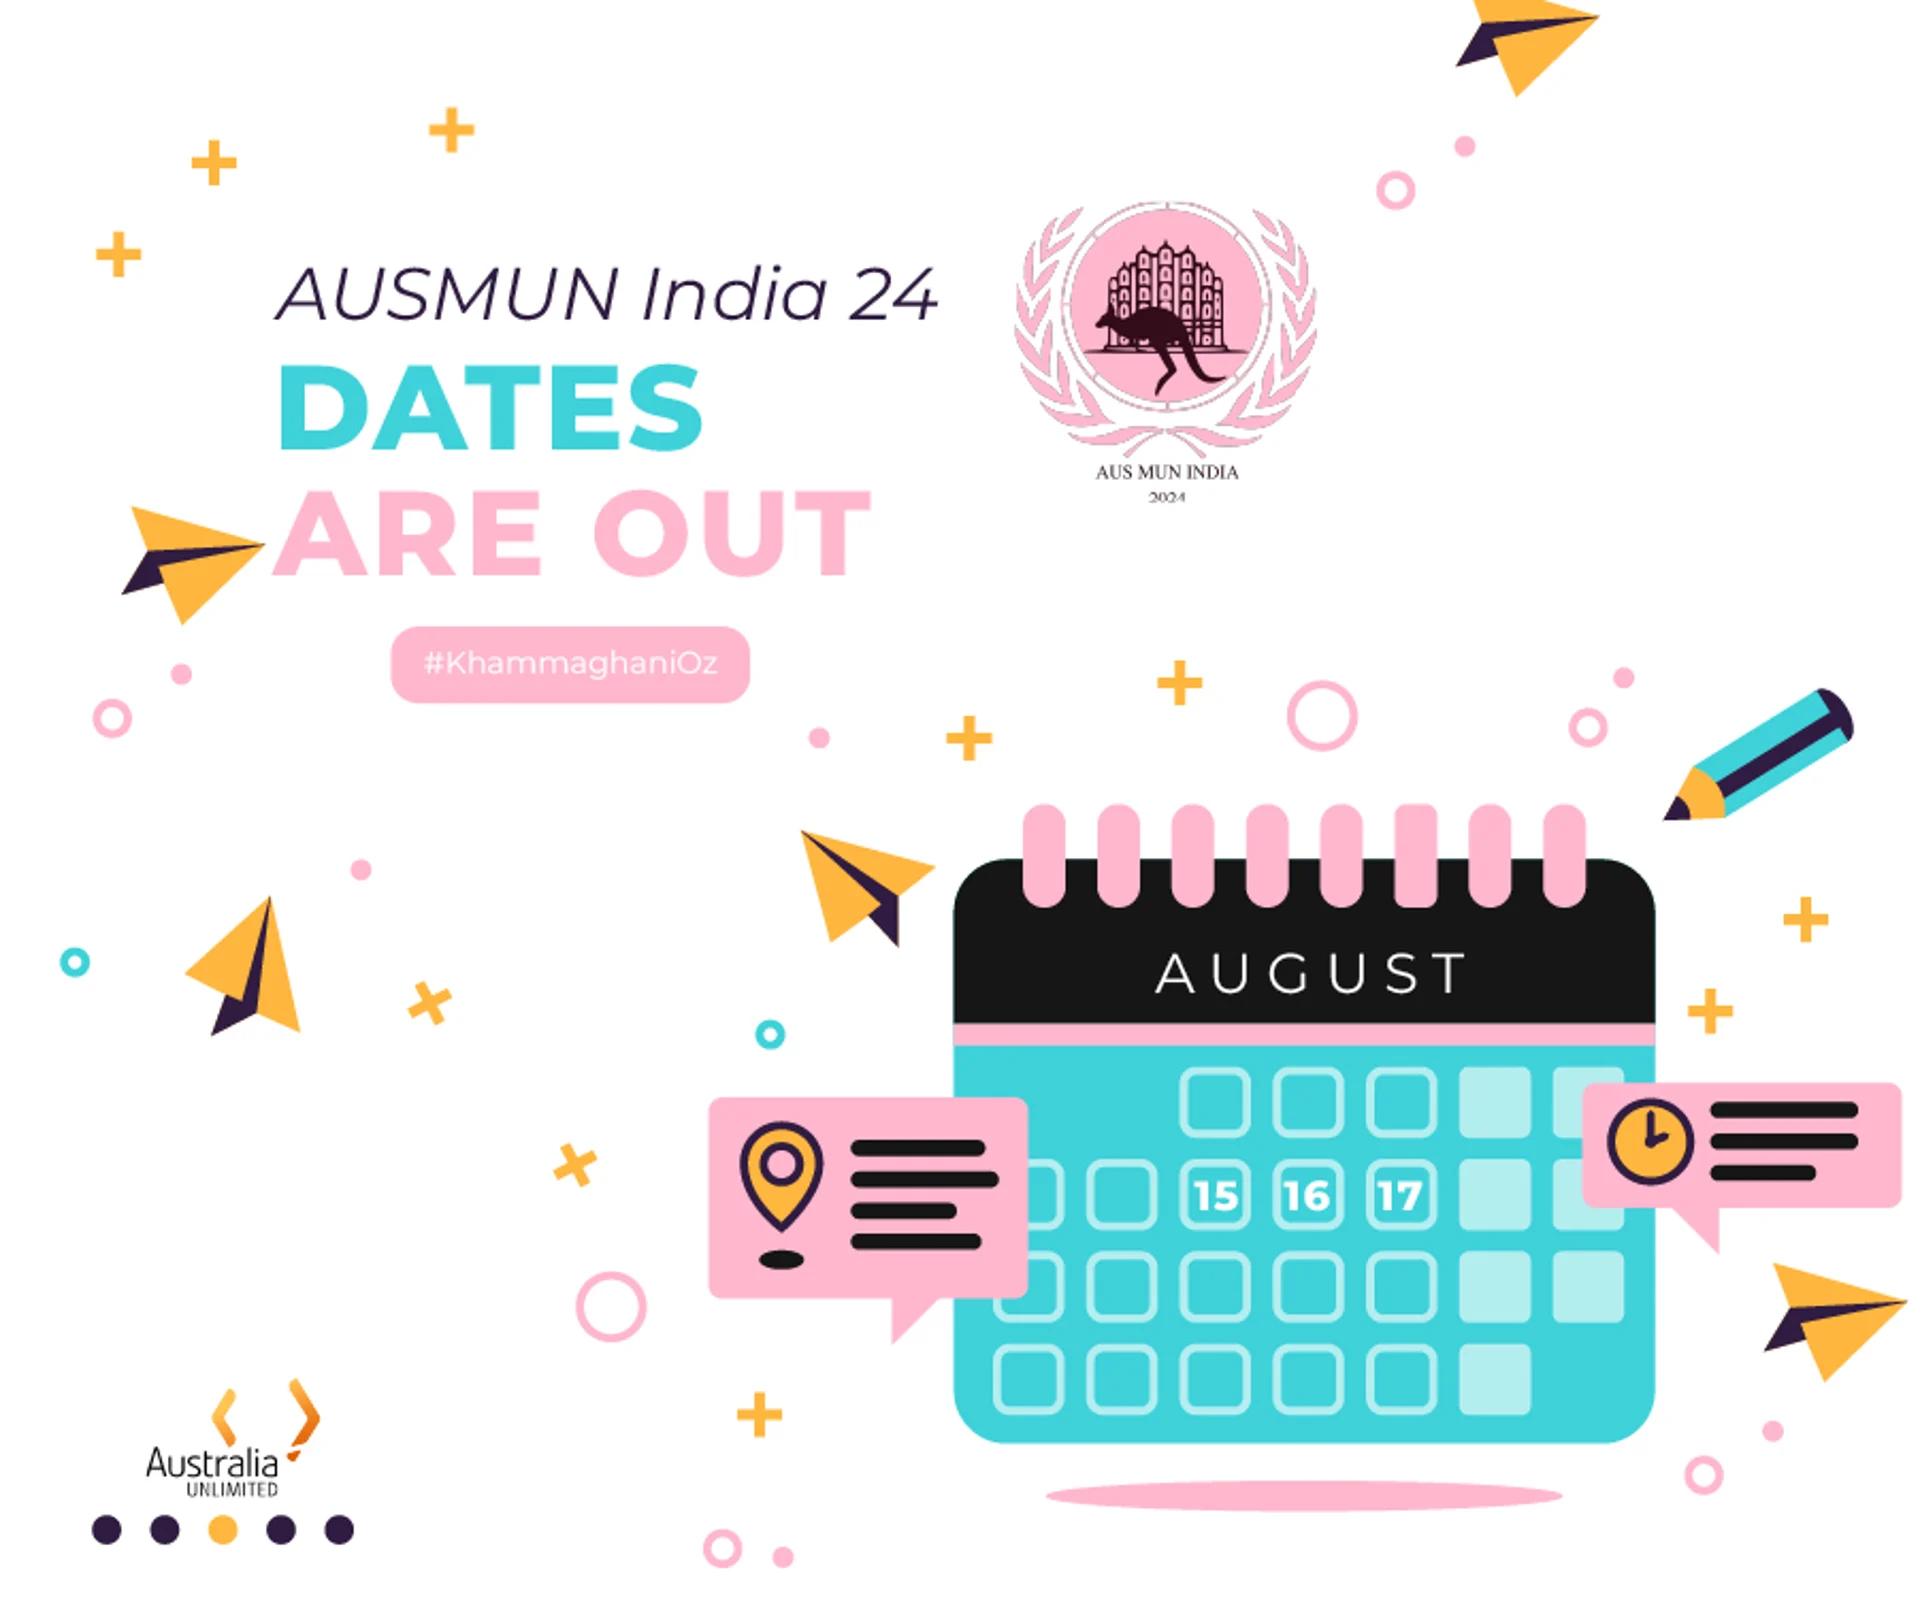 AUSMUN India 24
DATES
ARE OUT
#KhammaghaniOz
AUS MUN INDIA
2024
AUGUST
15 16 17
Australia
UNLIMITED